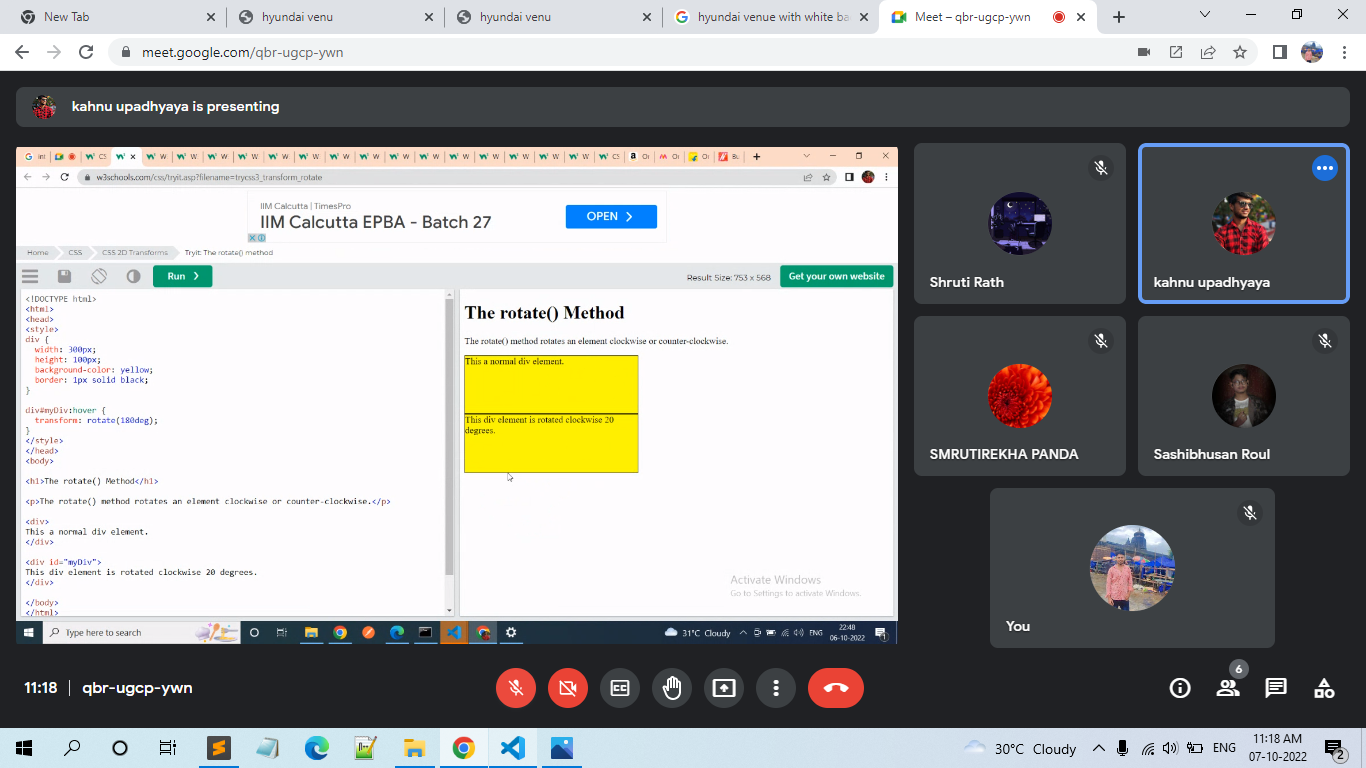 New Tab
hyundai venu
hyundai venu
hyundai venue with white ba
Meet – qbr-ugcp-ywn
meet.google.com/qbr-ugcp-ywn
kahnu upadhyaya is presenting
w3schools.com/css/tryit.asp?filename=trycss3_transform_rotate
IIM Calcutta | TimesPro
IIM Calcutta EPBA - Batch 27
OPEN
Home
CSS
CSS 2D Transforms
Tryit: The rotate() method
Run
Result Size: 753 x 568
Get your own website
<!DOCTYPE html>
<html>
<head>
<style>
div {
width: 300px;
height: 100px;
background-color: yellow;
border: 1px solid black;
}
div#myDiv:hover {
transform: rotate(180deg);
}
</style>
</head>
<body>
<h1>The rotate() Method</h1>
<p>The rotate() method rotates an element clockwise or counter-clockwise.</p>
<div>
This a normal div element.
</div>
<div id="myDiv">
This div element is rotated clockwise 20 degrees.
</div>
</body>
</html>
The rotate() Method
The rotate() method rotates an element clockwise or counter-clockwise.
This a normal div element.
This div element is rotated clockwise 20
degrees.
Activate Windows
Go to Settings to activate Windows.
Type here to search
31°C Cloudy
ENG
22:48
06-10-2022
1
Shruti Rath
kahnu upadhyaya
SMRUTIREKHA PANDA
Sashibhusan Roul
You
11:18
qbr-ugcp-ywn
6
30°C Cloudy
ENG
11:18 AM
07-10-2022
2